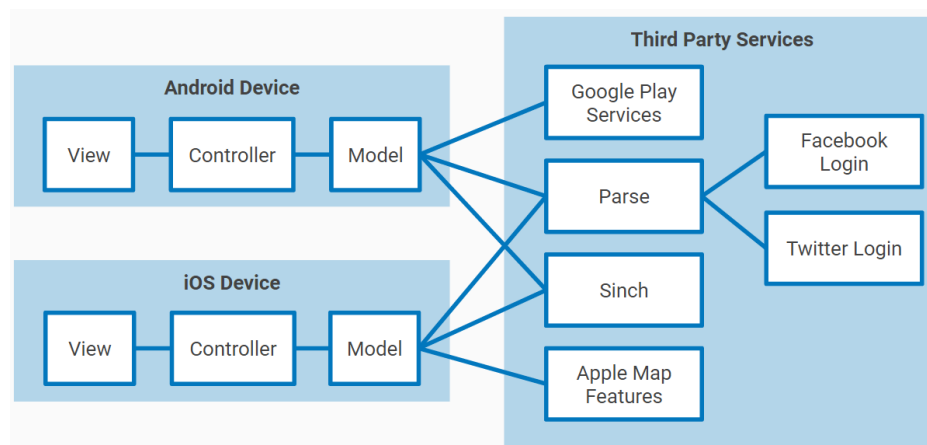 Third Party Services
Android Device
View
Controller
Model
Google Play
Services
Parse
Facebook
Login
Twitter Login
iOS Device
View
Controller
Model
Sinch
Apple Map
Features